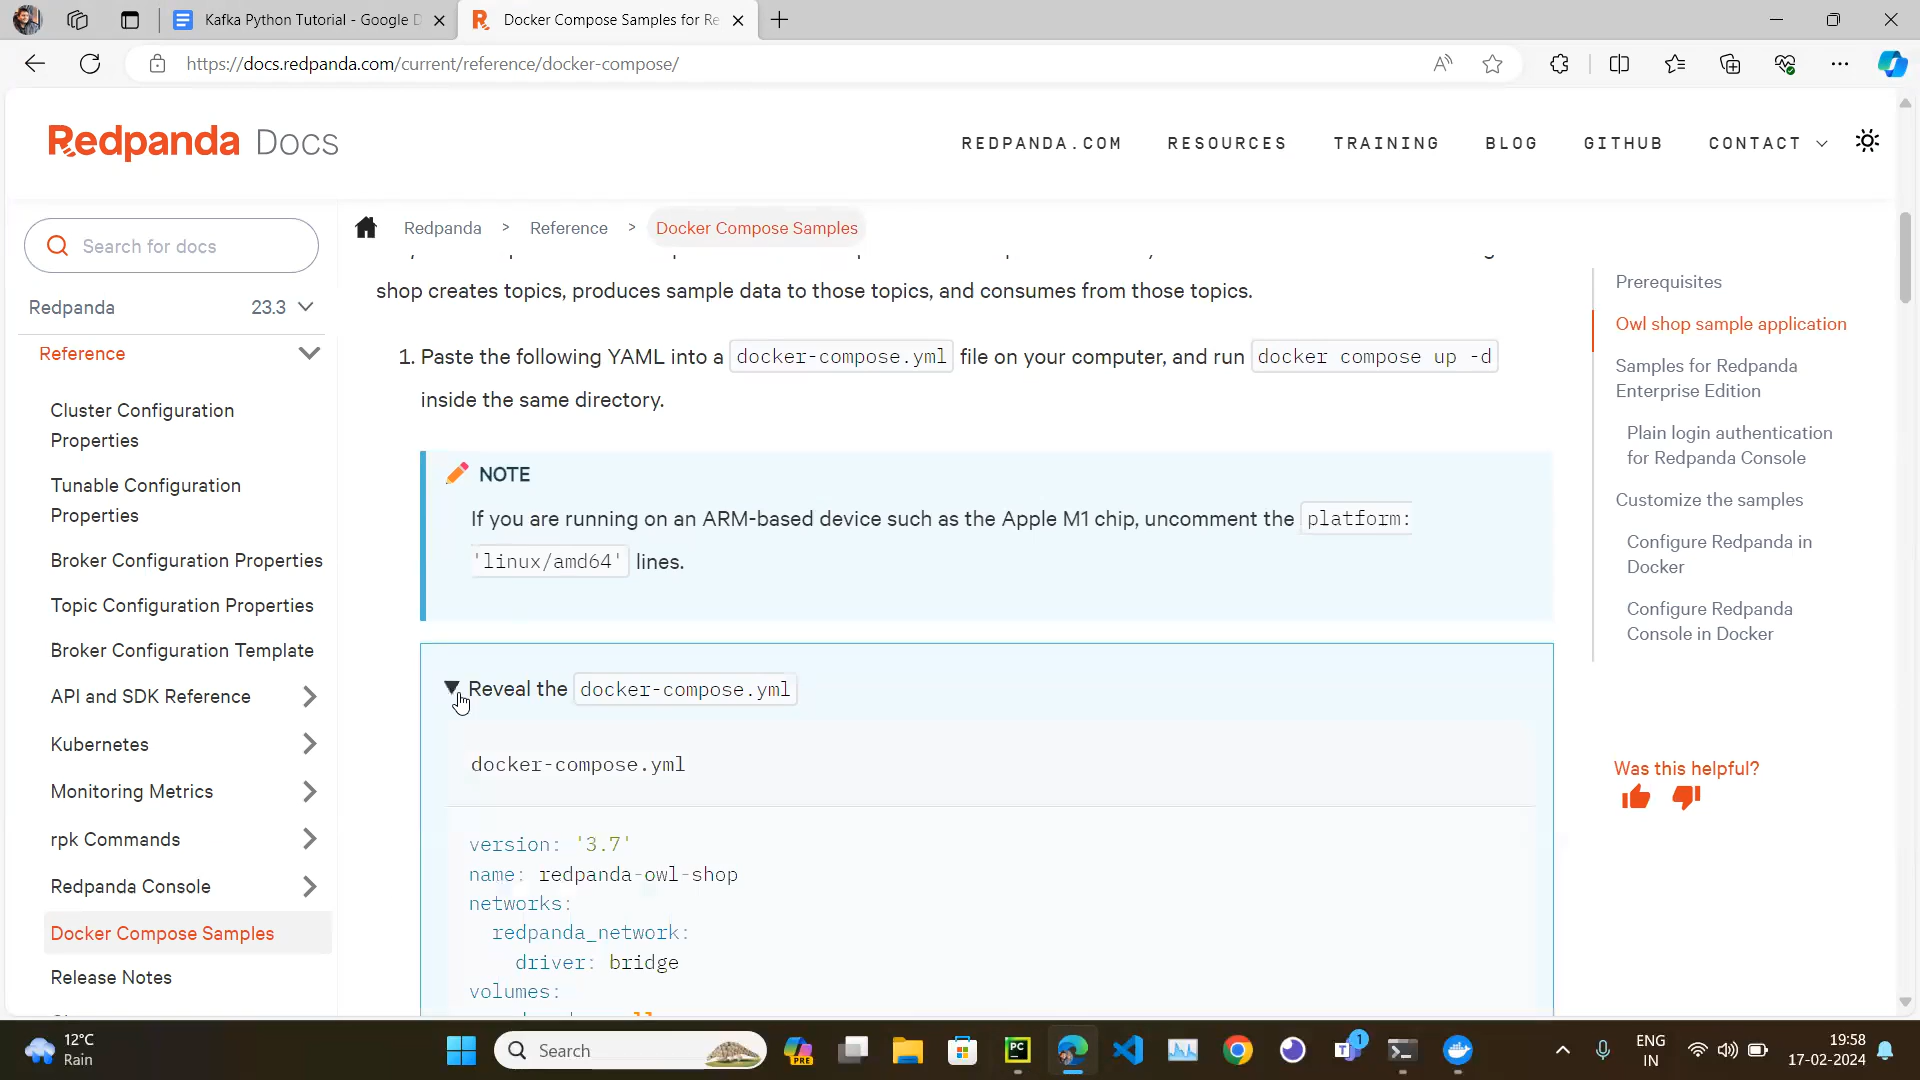 Kafka Python Tutorial - Google D
Docker Compose Samples for Re
https://docs.redpanda.com/current/reference/docker-compose/
Redpanda Docs
REDPANDA.COM
RESOURCES
TRAINING
BLOG
GITHUB
CONTACT
Search for docs
Redpanda > Reference > Docker Compose Samples
Redpanda 23.3
Reference
Cluster Configuration
Properties
Tunable Configuration
Properties
Broker Configuration Properties
Topic Configuration Properties
Broker Configuration Template
API and SDK Reference
Kubernetes
Monitoring Metrics
rpk Commands
Redpanda Console
Docker Compose Samples
Release Notes
shop creates topics, produces sample data to those topics, and consumes from those topics.
1. Paste the following YAML into a docker-compose.yml file on your computer, and run docker compose up -d
inside the same directory.
NOTE
If you are running on an ARM-based device such as the Apple M1 chip, uncomment the platform:
'linux/amd64' lines.
Reveal the docker-compose.yml
docker-compose.yml
version: '3.7'
name: redpanda-owl-shop
networks:
redpanda_network:
driver: bridge
volumes:
Prerequisites
Owl shop sample application
Samples for Redpanda
Enterprise Edition
Plain login authentication
for Redpanda Console
Customize the samples
Configure Redpanda in
Docker
Configure Redpanda
Console in Docker
Was this helpful?
12°C
Rain
Search
PRE
PC
1
ENG
IN
19:58
17-02-2024